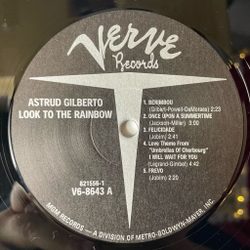 Verve
Records
ASTRUD GILBERTO
LOOK TO THE RAINBOW
1. BERIMBOU
(Gilbert-Powell-DeMoraes) 2:23
2. ONCE UPON A SUMMERTIME
(Jackson-Miller) 3:00
3. FELICIDADE
(Jobim) 2:41
4. Love Theme From
"Umbrellas Of Cherbourg"
I WILL WAIT FOR YOU
(Legrand-Gimbel) 4:42
5. FREVO
(Jobim) 2:20
821556-1
V6-8643 A
MGM RECORDS — A DIVISION OF METRO-GOLDWYN-MAYER, INC.